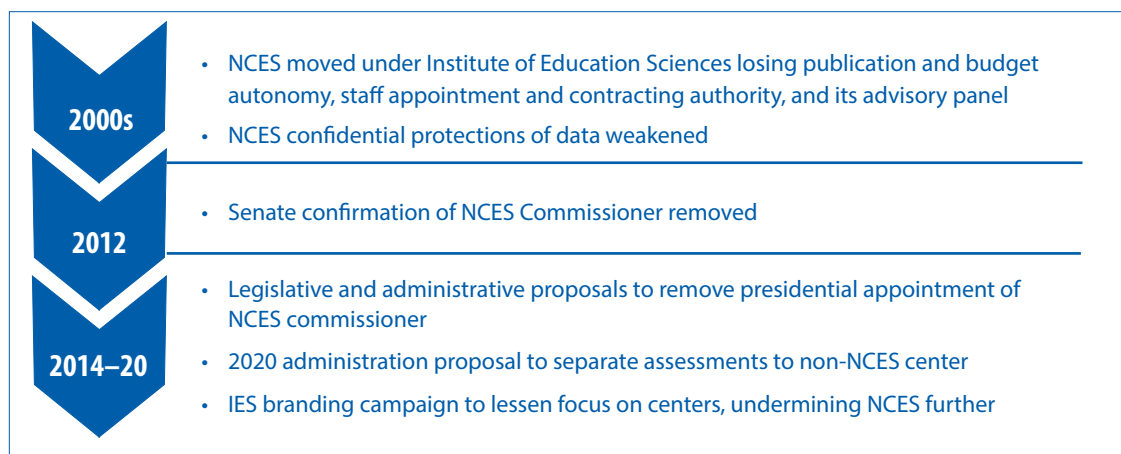 2000s
• NCES moved under Institute of Education Sciences losing publication and budget
autonomy, staff appointment and contracting authority, and its advisory panel
• NCES confidential protections of data weakened
2012
• Senate confirmation of NCES Commissioner removed
2014–20
• Legislative and administrative proposals to remove presidential appointment of
NCES commissioner
• 2020 administration proposal to separate assessments to non-NCES center
• IES branding campaign to lessen focus on centers, undermining NCES further